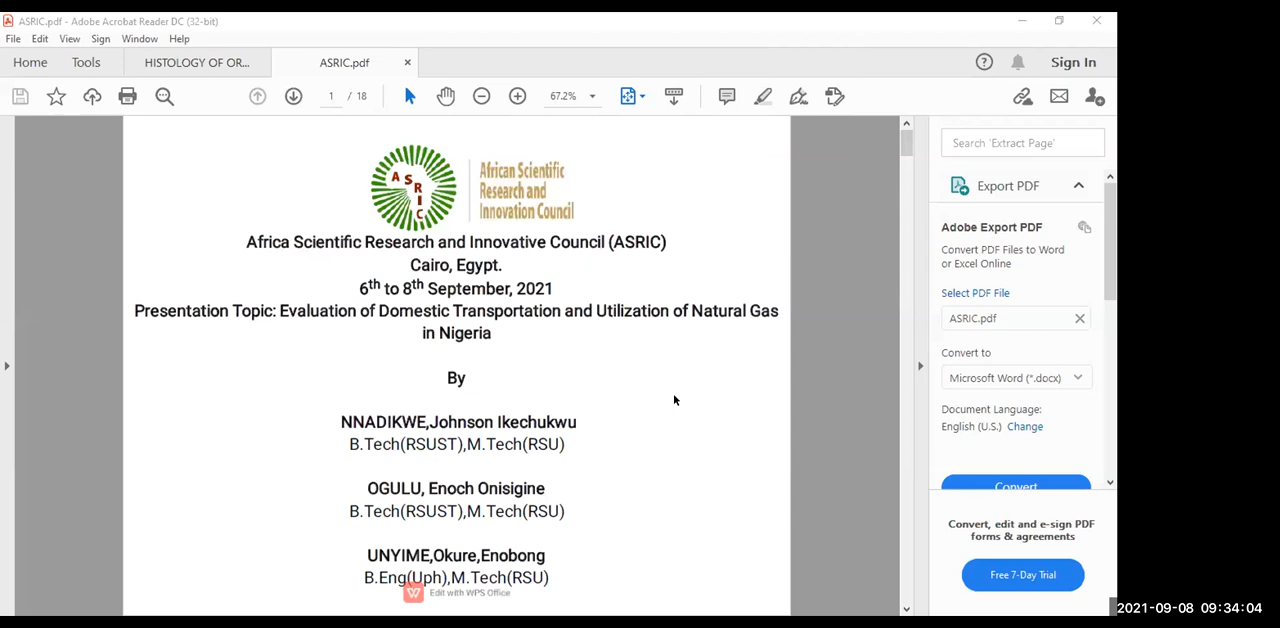 ASRIC.pdf - Adobe Acrobat Reader DC (32-bit)
File Edit View Sign Window Help
Home Tools HISTOLOGY OF OR... ASRIC.pdf × Sign In
1 / 18 67.2%
Search 'Extract Page'
Export PDF
Adobe Export PDF
Convert PDF Files to Word
or Excel Online
Select PDF File
ASRIC.pdf
Convert to
Microsoft Word (*.docx)
Document Language:
English (U.S.) Change
Convert
Convert, edit and e-sign PDF
forms & agreements
Free 7-Day Trial
A S R I C
African Scientific
Research and
Innovation Council
Africa Scientific Research and Innovative Council (ASRIC)
Cairo, Egypt.
6th to 8th September, 2021
Presentation Topic: Evaluation of Domestic Transportation and Utilization of Natural Gas
in Nigeria
By
NNADIKWE,Johnson Ikechukwu
B.Tech(RSUST),M.Tech(RSU)
OGULU, Enoch Onisigine
B.Tech(RSUST),M.Tech(RSU)
UNYIME,Okure,Enobong
B.Eng(Uph),M.Tech(RSU)
W Edit with WPS Office
2021-09-08 09:34:04